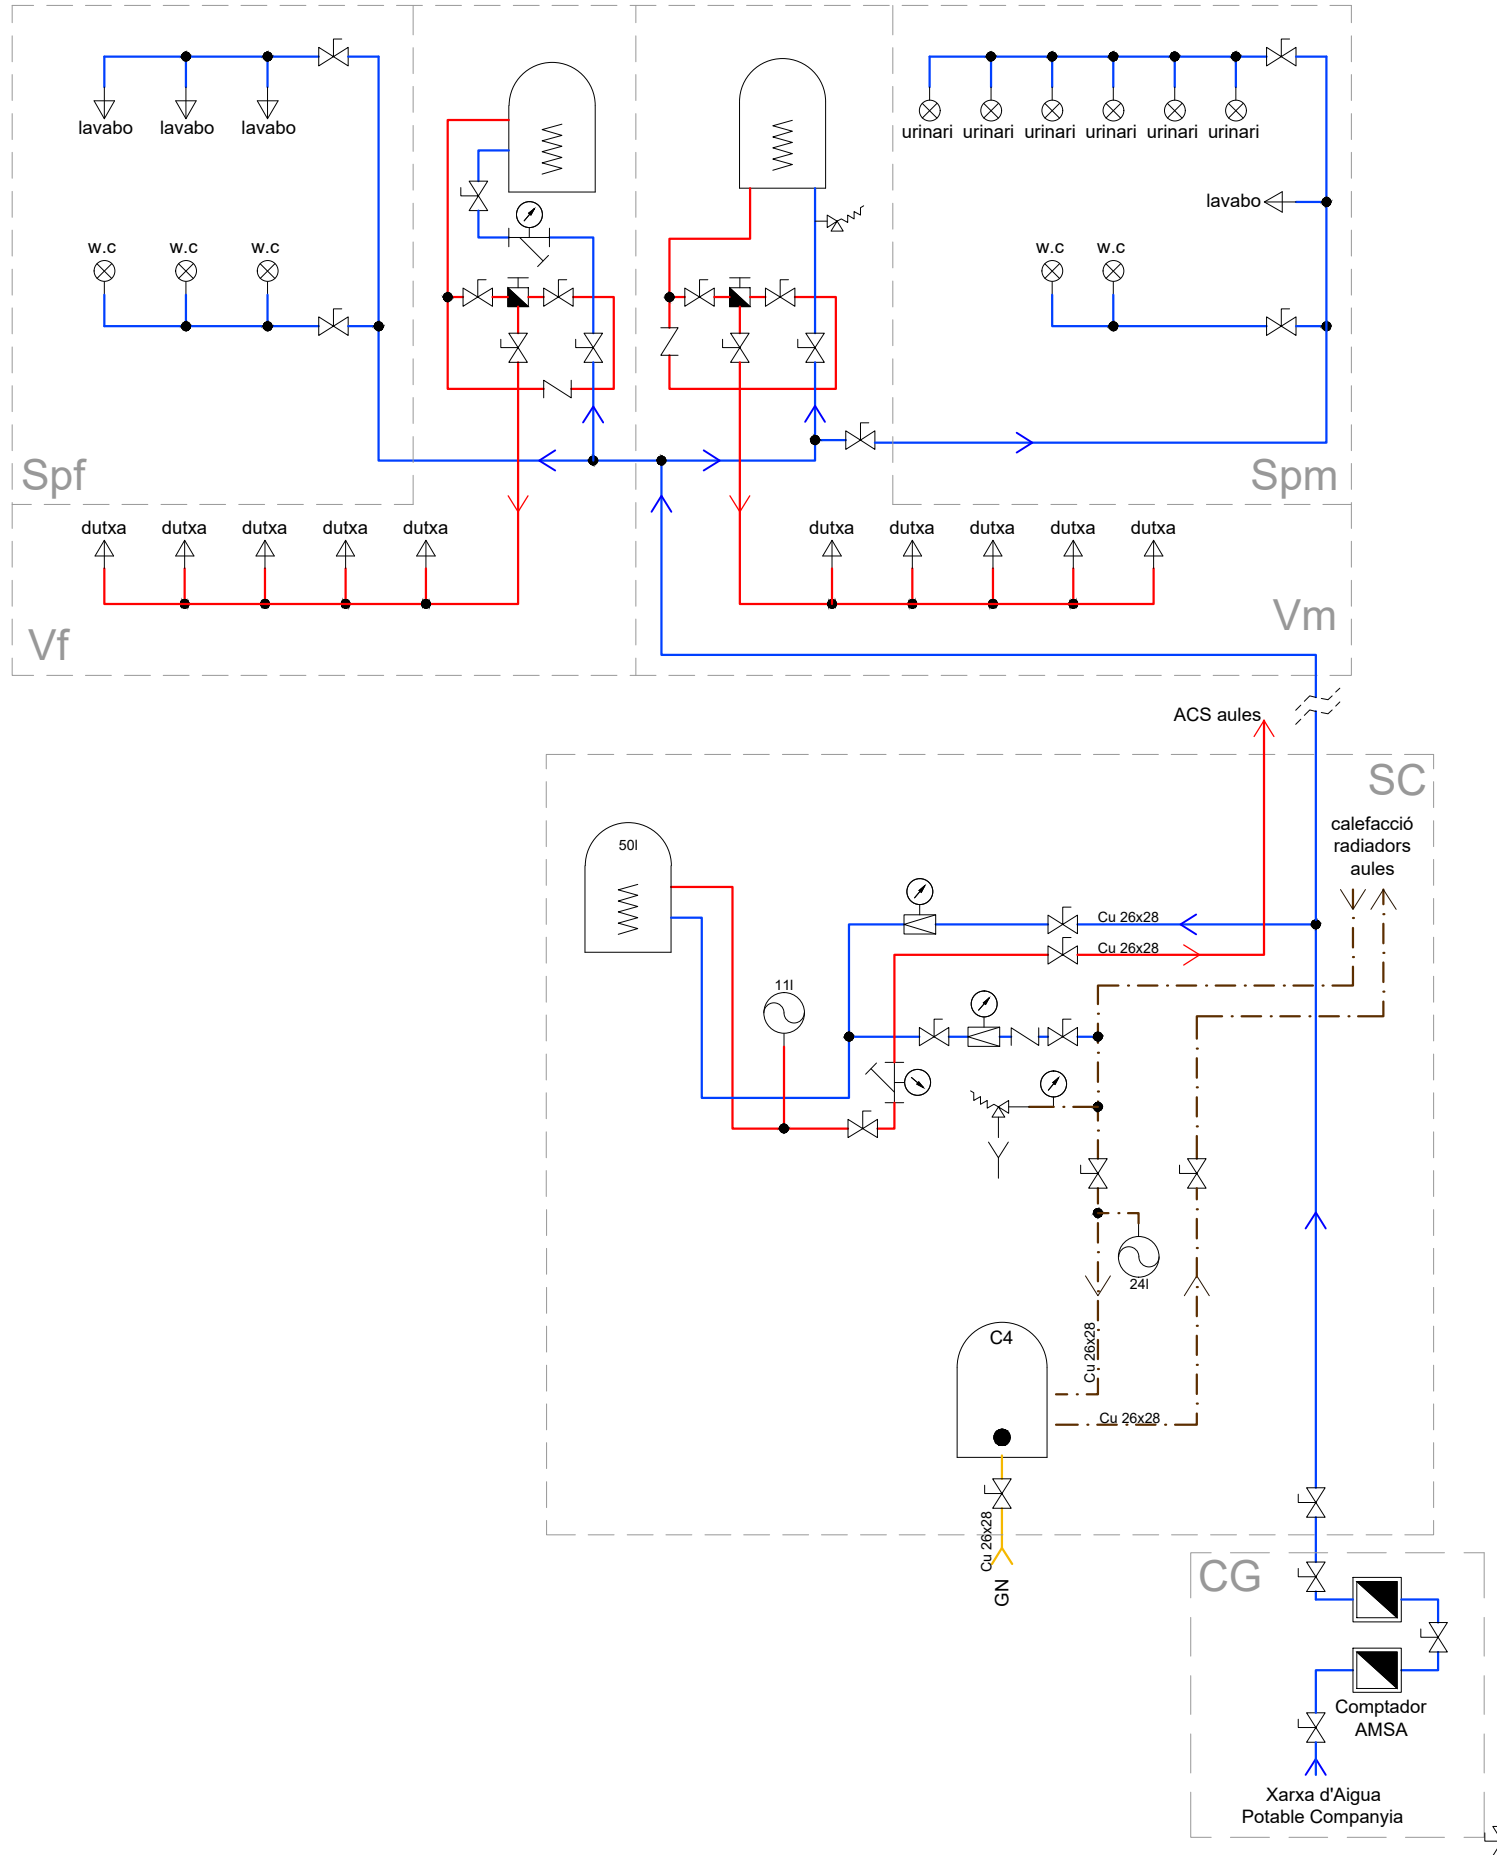 lavabo lavabo lavabo
urinari urinari urinari urinari urinari urinari
lavabo
w.c w.c w.c
w.c w.c
Spf
Spm
dutxa dutxa dutxa dutxa dutxa
dutxa dutxa dutxa dutxa dutxa
Vf
Vm
ACS aules
SC
calefacció
radiadors
aules
50l
Cu 26x28
Cu 26x28
11l
24l
C4
Cu 26x28
Cu 26x28
Cu 26x28
GN
CG
Comptador
AMSA
Xarxa d'Aigua
Potable Companyia